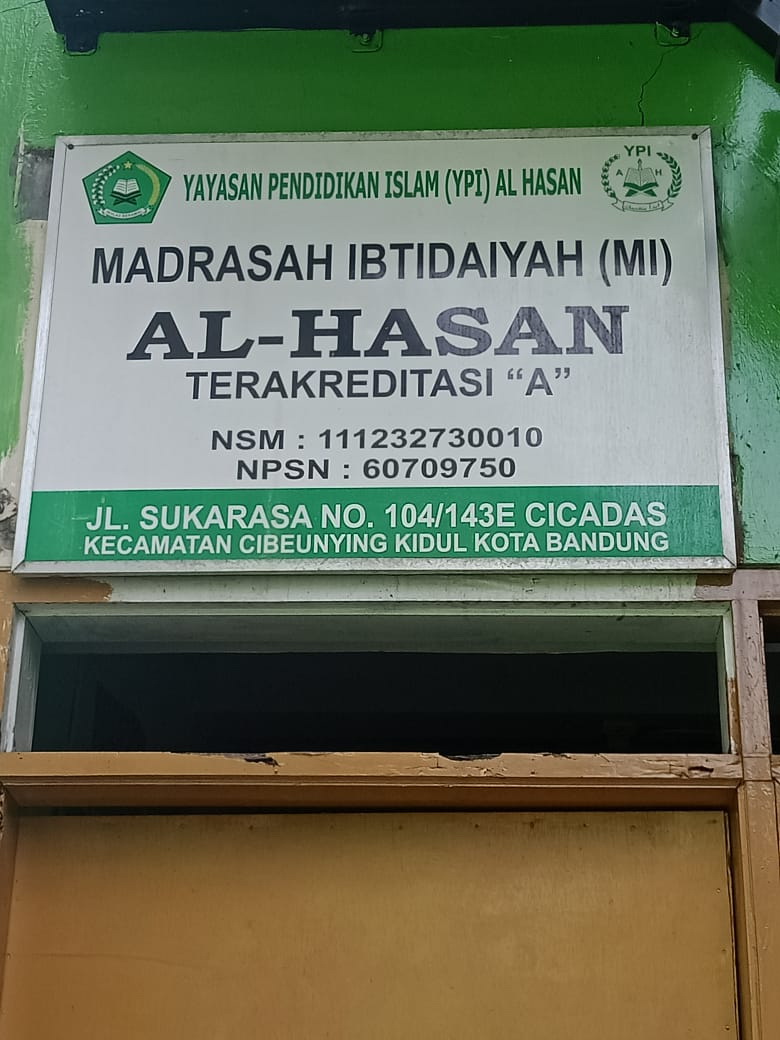 YAYASAN PENDIDIKAN ISLAM (YPI) AL HASAN
YPI
A H
MADRASAH IBTIDAIYAH (MI)
AL-HASAN
TERAKREDITASI “A”
NSM : 111232730010
NPSN : 60709750
JL. SUKARASA NO. 104/143E CICADAS
KECAMATAN CIBEUNYING KIDUL KOTA BANDUNG